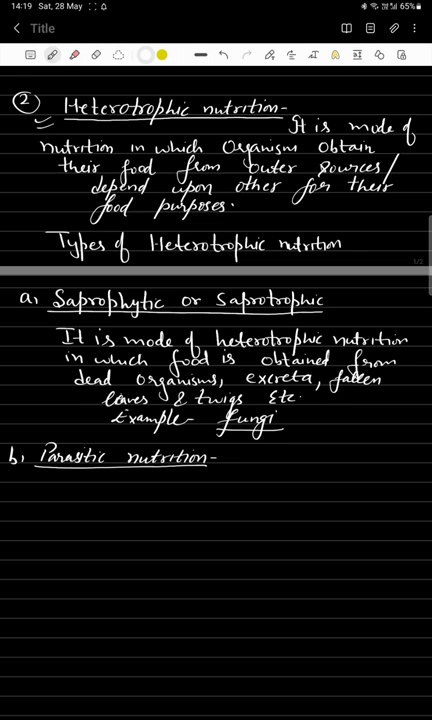 14:19 Sat, 28 May 65%
Title
② Heterotrophic nutrition-
It is mode of
nutrition in which Organism Obtain
their food from outer sources/
depend upon other for their
food purposes.
Types of Heterotrophic nutrition
1/2
a, Saprophytic or Saprotrophic
It is mode of heterotrophic nutrition
in which food is obtained from
dead organisms, excreta, fallen
leaves & twigs Etc.
Example- fungi
b, Parasitic nutrition-